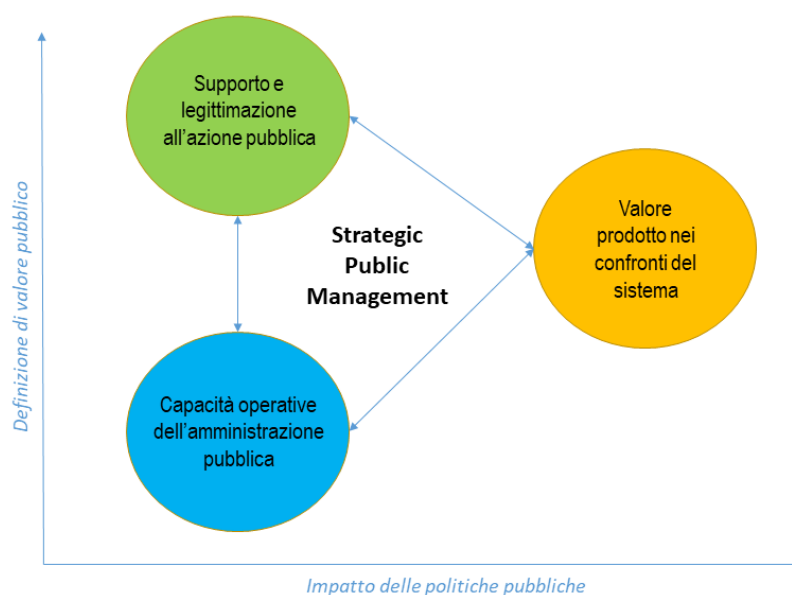 Supporto e
legittimazione
all'azione pubblica
Valore
prodotto nei
confronti del
sistema
Strategic
Public
Management
Capacità operative
dell'amministrazione
pubblica
Definizione di valore pubblico
Impatto delle politiche pubbliche